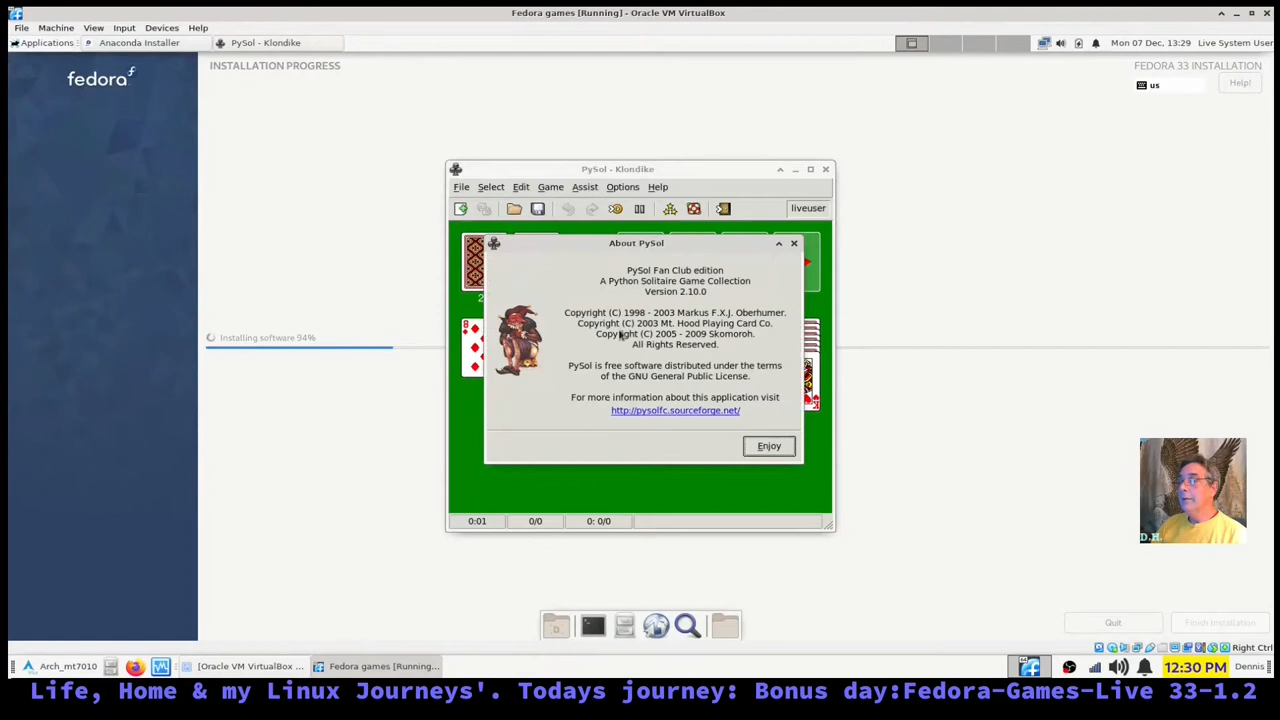 Fedora games [Running] - Oracle VM VirtualBox
File Machine View Input Devices Help
Applications Anaconda Installer PySol - Klondike Mon 07 Dec, 13:29 Live System User
fedora
INSTALLATION PROGRESS
FEDORA 33 INSTALLATION
us
Help!
PySol - Klondike
File Select Edit Game Assist Options Help
liveuser
About PySol
PySol Fan Club edition
A Python Solitaire Game Collection
Version 2.10.0
Copyright (C) 1998 - 2003 Markus F.X.J. Oberhumer.
Copyright (C) 2003 Mt. Hood Playing Card Co.
Copyright (C) 2005 - 2009 Skomoroh.
All Rights Reserved.
PySol is free software distributed under the terms
of the GNU General Public License.
For more information about this application visit
http://pysolfc.sourceforge.net/
Enjoy
Installing software 94%
0:01 0/0 0: 0/0
D.H.
Quit Finish Installation
Right Ctrl
Arch_mt7010 [Oracle VM VirtualBox ... Fedora games [Running... 12:30 PM Dennis
Life, Home & my Linux Journeys'. Todays journey: Bonus day:Fedora-Games-Live 33-1.2